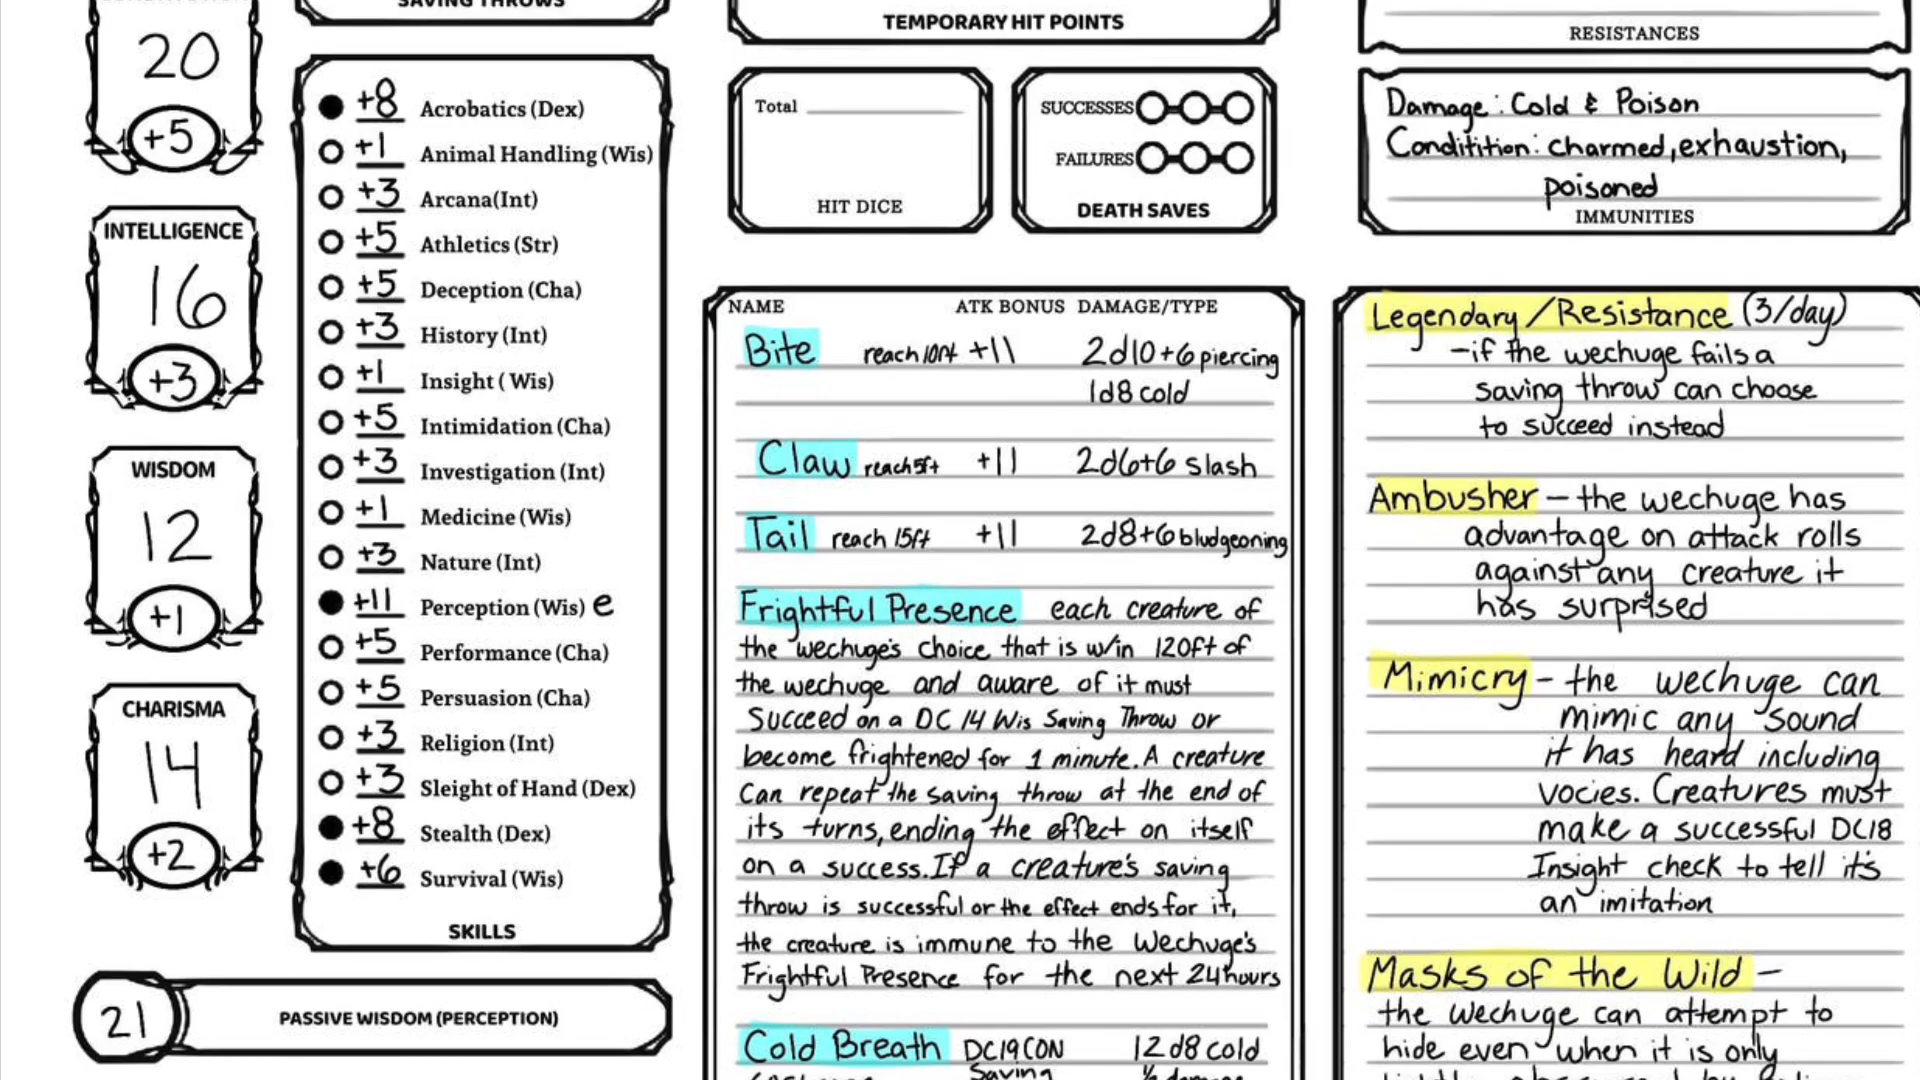 SAVING THROWS
20
+5
INTELLIGENCE
16
+3
WISDOM
12
+1
CHARISMA
14
+2
+8 Acrobatics (Dex)
+1 Animal Handling (Wis)
+3 Arcana(Int)
+5 Athletics (Str)
+5 Deception (Cha)
+3 History (Int)
+1 Insight ( Wis)
+5 Intimidation (Cha)
+3 Investigation (Int)
+1 Medicine (Wis)
+3 Nature (Int)
+11 Perception (Wis) e
+5 Performance (Cha)
+5 Persuasion (Cha)
+3 Religion (Int)
+3 Sleight of Hand (Dex)
+8 Stealth (Dex)
+6 Survival (Wis)
SKILLS
21 PASSIVE WISDOM (PERCEPTION)
TEMPORARY HIT POINTS
Total
HIT DICE
SUCCESSES
FAILURES
DEATH SAVES
NAME ATK BONUS DAMAGE/TYPE
Bite reach 10ft +11 2d10+6 piercing
1d8 cold
Claw reach 5ft +11 2d6+6 slash
Tail reach 15ft +11 2d8+6 bludgeoning
Frightful Presence each creature of
the wechuge's choice that is w/in 120ft of
the wechuge and aware of it must
Succeed on a DC 14 Wis Saving Throw or
become frightened for 1 minute. A creature
Can repeat the saving throw at the end of
its turns, ending the effect on itself
on a success. If a creature's saving
throw is successful or the effect ends for it,
the creature is immune to the Wechuge's
Frightful Presence for the next 24 hours
Cold Breath DC19 CON 12d8 cold
Saving
RESISTANCES
Damage: Cold & Poison
Conditition: charmed, exhaustion,
poisoned
IMMUNITIES
Legendary/Resistance (3/day)
-if the wechuge fails a
saving throw can choose
to succeed instead
Ambusher - the wechuge has
advantage on attack rolls
against any creature it
has surprised
Mimicry - the wechuge can
mimic any sound
it has heard including
vocies. Creatures must
make a successful DC18
Insight check to tell it's
an imitation
Masks of the Wild -
the wechuge can attempt to
hide even when it is only